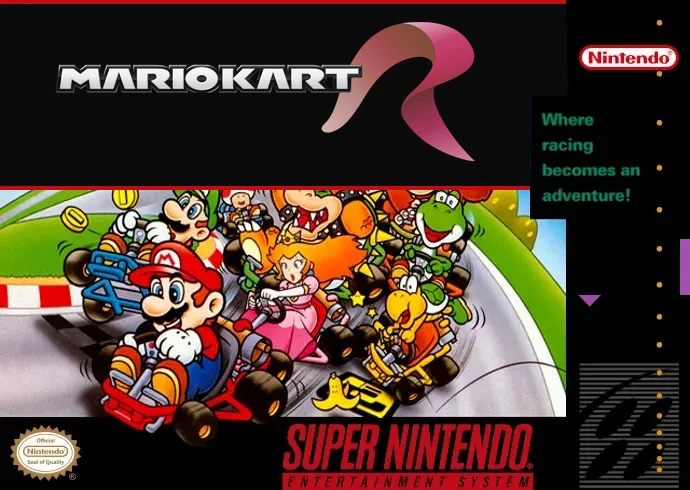 MARIOKART R
Nintendo®
Where
racing
becomes an
adventure!
Official
Nintendo
Seal of Quality
®
SUPER NINTENDO®
ENTERTAINMENT SYSTEM